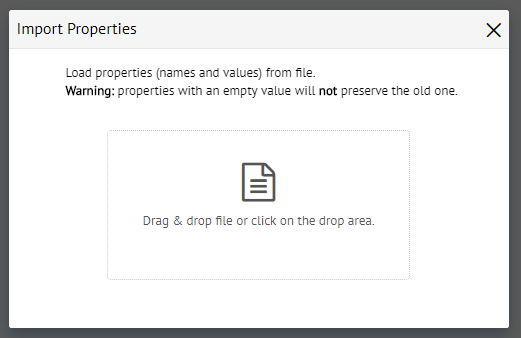 Import Properties
Load properties (names and values) from file.
Warning: properties with an empty value will not preserve the old one.
Drag & drop file or click on the drop area.